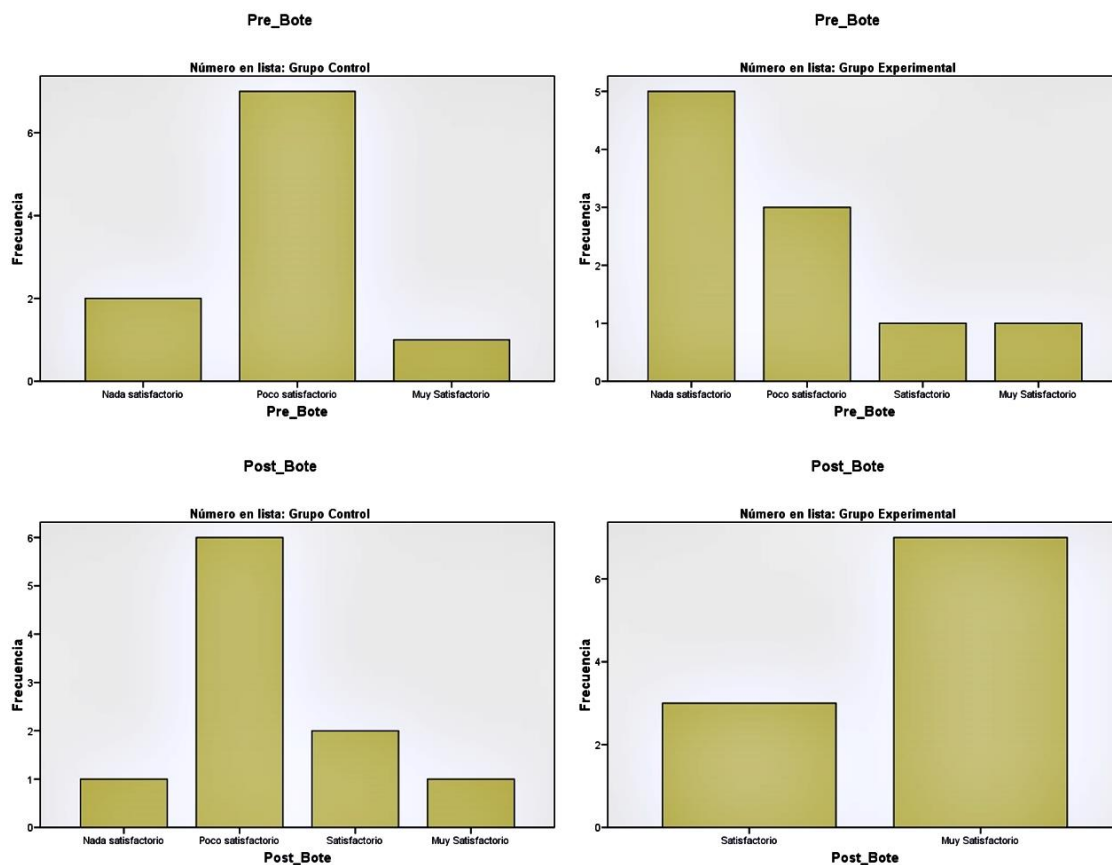 Pre_Bote
Número en lista: Grupo Control
Frecuencia
6
4
2
0
Nada satisfactorio
Poco satisfactorio
Muy Satisfactorio
Pre_Bote
Pre_Bote
Número en lista: Grupo Experimental
Frecuencia
5
4
3
2
1
0
Nada satisfactorio
Poco satisfactorio
Satisfactorio
Muy Satisfactorio
Pre_Bote
Post_Bote
Número en lista: Grupo Control
Frecuencia
6
5
4
3
2
1
0
Nada satisfactorio
Poco satisfactorio
Satisfactorio
Muy Satisfactorio
Post_Bote
Post_Bote
Número en lista: Grupo Experimental
Frecuencia
6
4
2
0
Satisfactorio
Muy Satisfactorio
Post_Bote